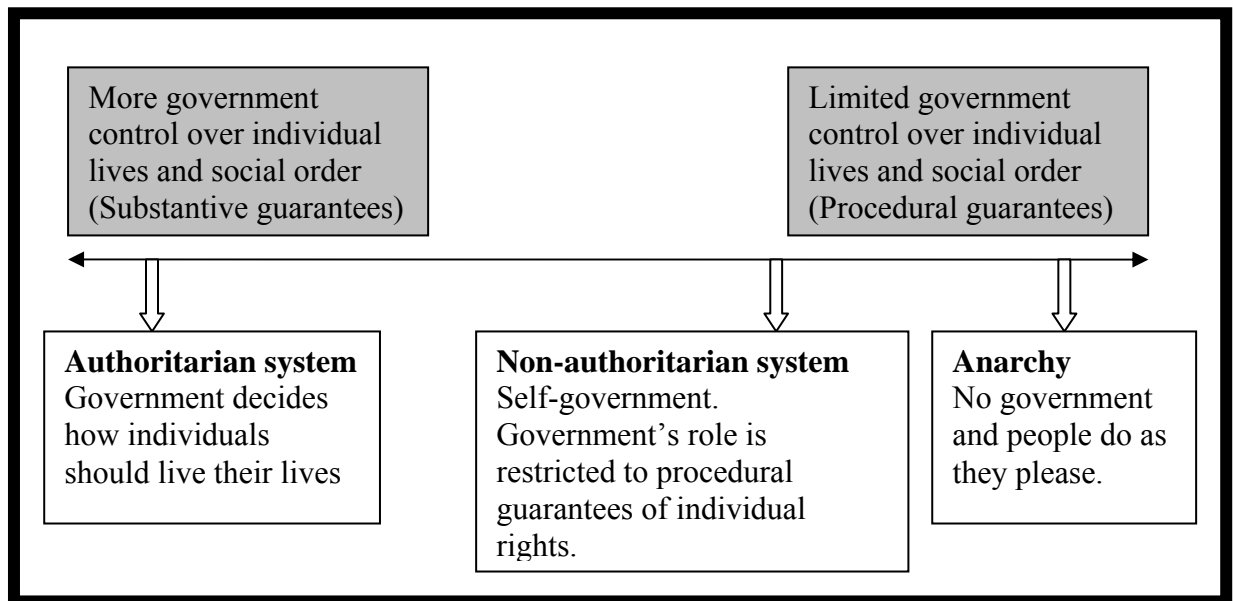 More government
control over individual
lives and social order
(Substantive guarantees)
Limited government
control over individual
lives and social order
(Procedural guarantees)
Authoritarian system
Government decides
how individuals
should live their lives
Non-authoritarian system
Self-government.
Government’s role is
restricted to procedural
guarantees of individual
rights.
Anarchy
No government
and people do as
they please.